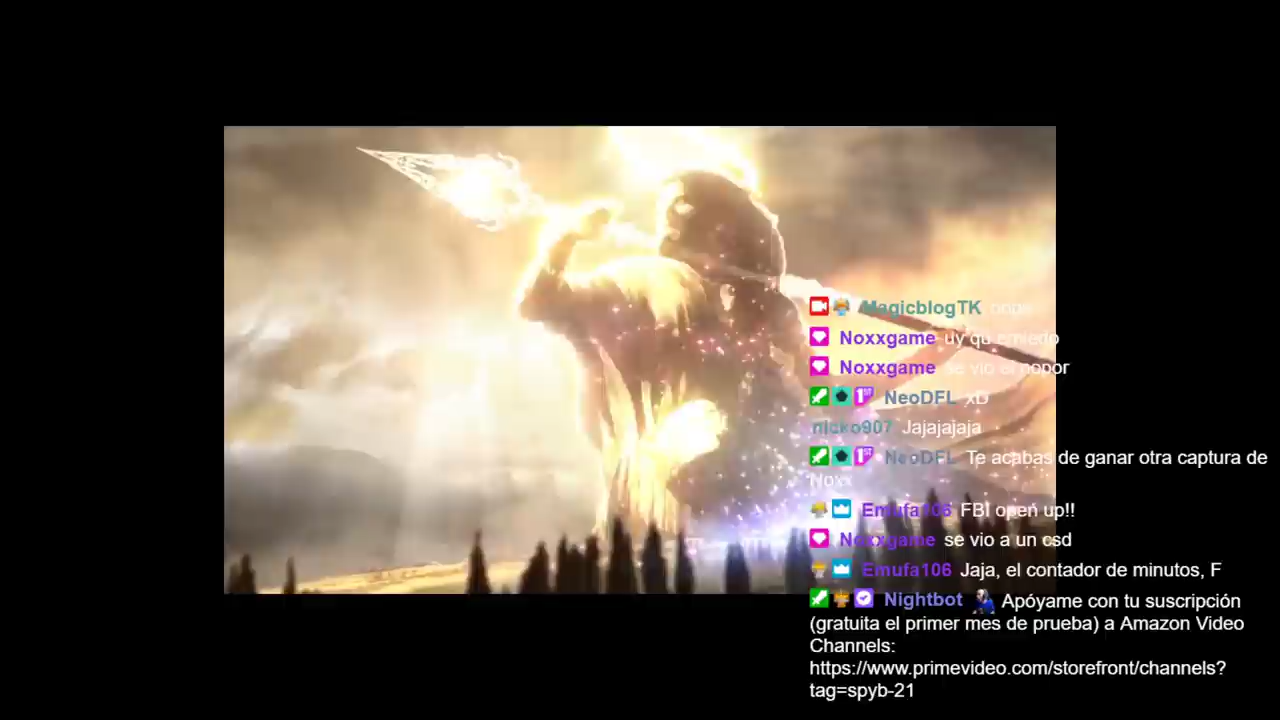 MagicblogTK
Noxxgame uy qu emiedo
Noxxgame se vio el popor
NeoDFL xD
nicko907 Jajajajaja
NeoDFL Te acabas de ganar otra captura de
Noxx
Emufa106 FBI open up!!
Noxxgame se vio a un csd
Emufa106 Jaja, el contador de minutos, F
Nightbot Apóyame con tu suscripción
(gratuita el primer mes de prueba) a Amazon Video
Channels:
https://www.primevideo.com/storefront/channels?
tag=spyb-21